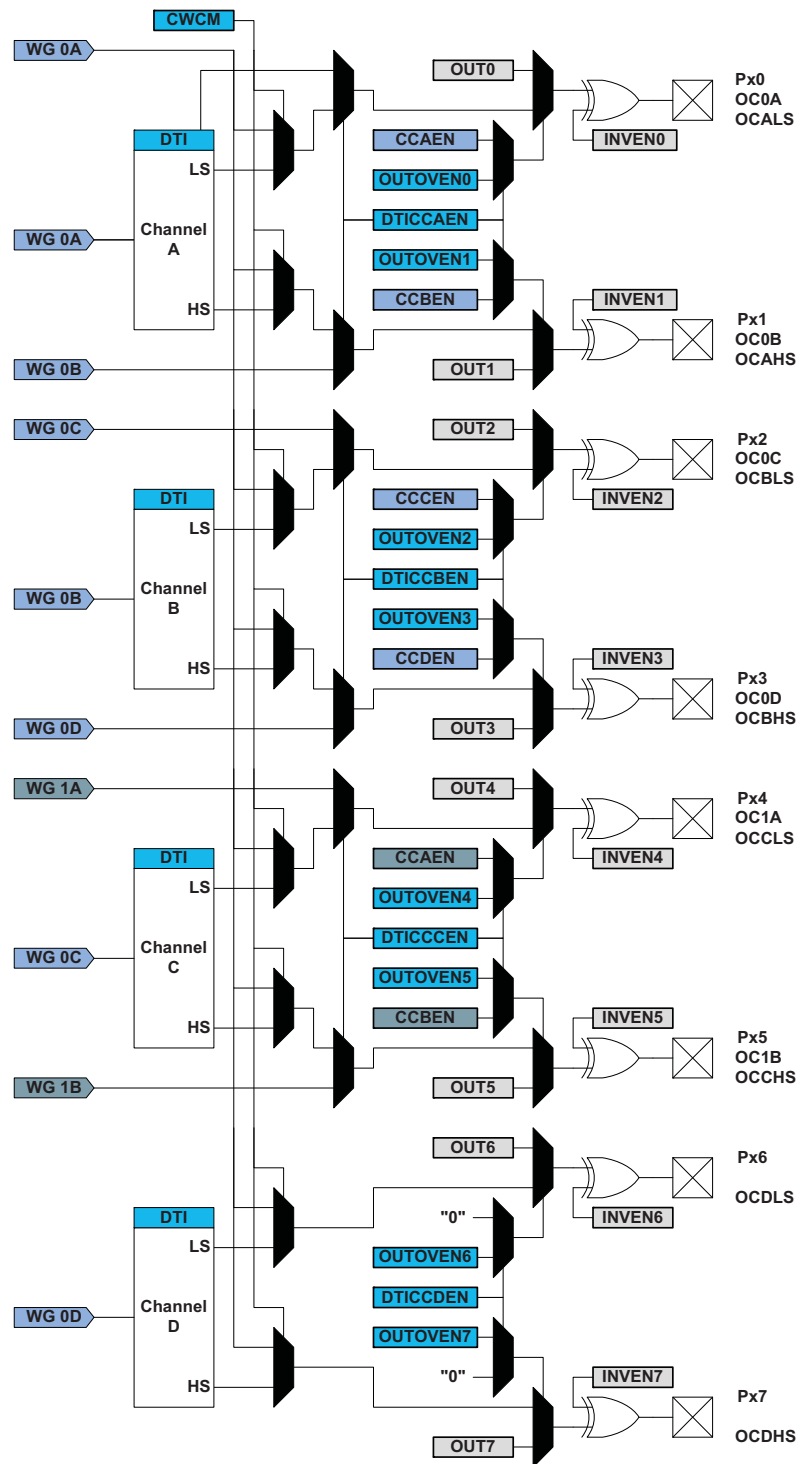 CWCM
WG 0A
OUT0
Px0
OC0A
OCALS
DTI
CCAEN
INVEN0
LS
OUTOVEN0
WG 0A
Channel
A
DTICCAEN
OUTOVEN1
HS
CCBEN
INVEN1
Px1
OC0B
OCAHS
WG 0B
OUT1
WG 0C
OUT2
Px2
OC0C
OCBLS
DTI
CCCEN
INVEN2
LS
OUTOVEN2
WG 0B
Channel
B
DTICCBEN
OUTOVEN3
HS
CCDEN
INVEN3
Px3
OC0D
OCBHS
WG 0D
OUT3
WG 1A
OUT4
Px4
OC1A
OCCLS
DTI
CCAEN
INVEN4
LS
OUTOVEN4
WG 0C
Channel
C
DTICCCEN
OUTOVEN5
HS
CCBEN
INVEN5
Px5
OC1B
OCCHS
WG 1B
OUT5
OUT6
Px6
OCDLS
DTI
"0"
INVEN6
LS
OUTOVEN6
WG 0D
Channel
D
DTICCDEN
OUTOVEN7
HS
"0"
INVEN7
Px7
OCDHS
OUT7